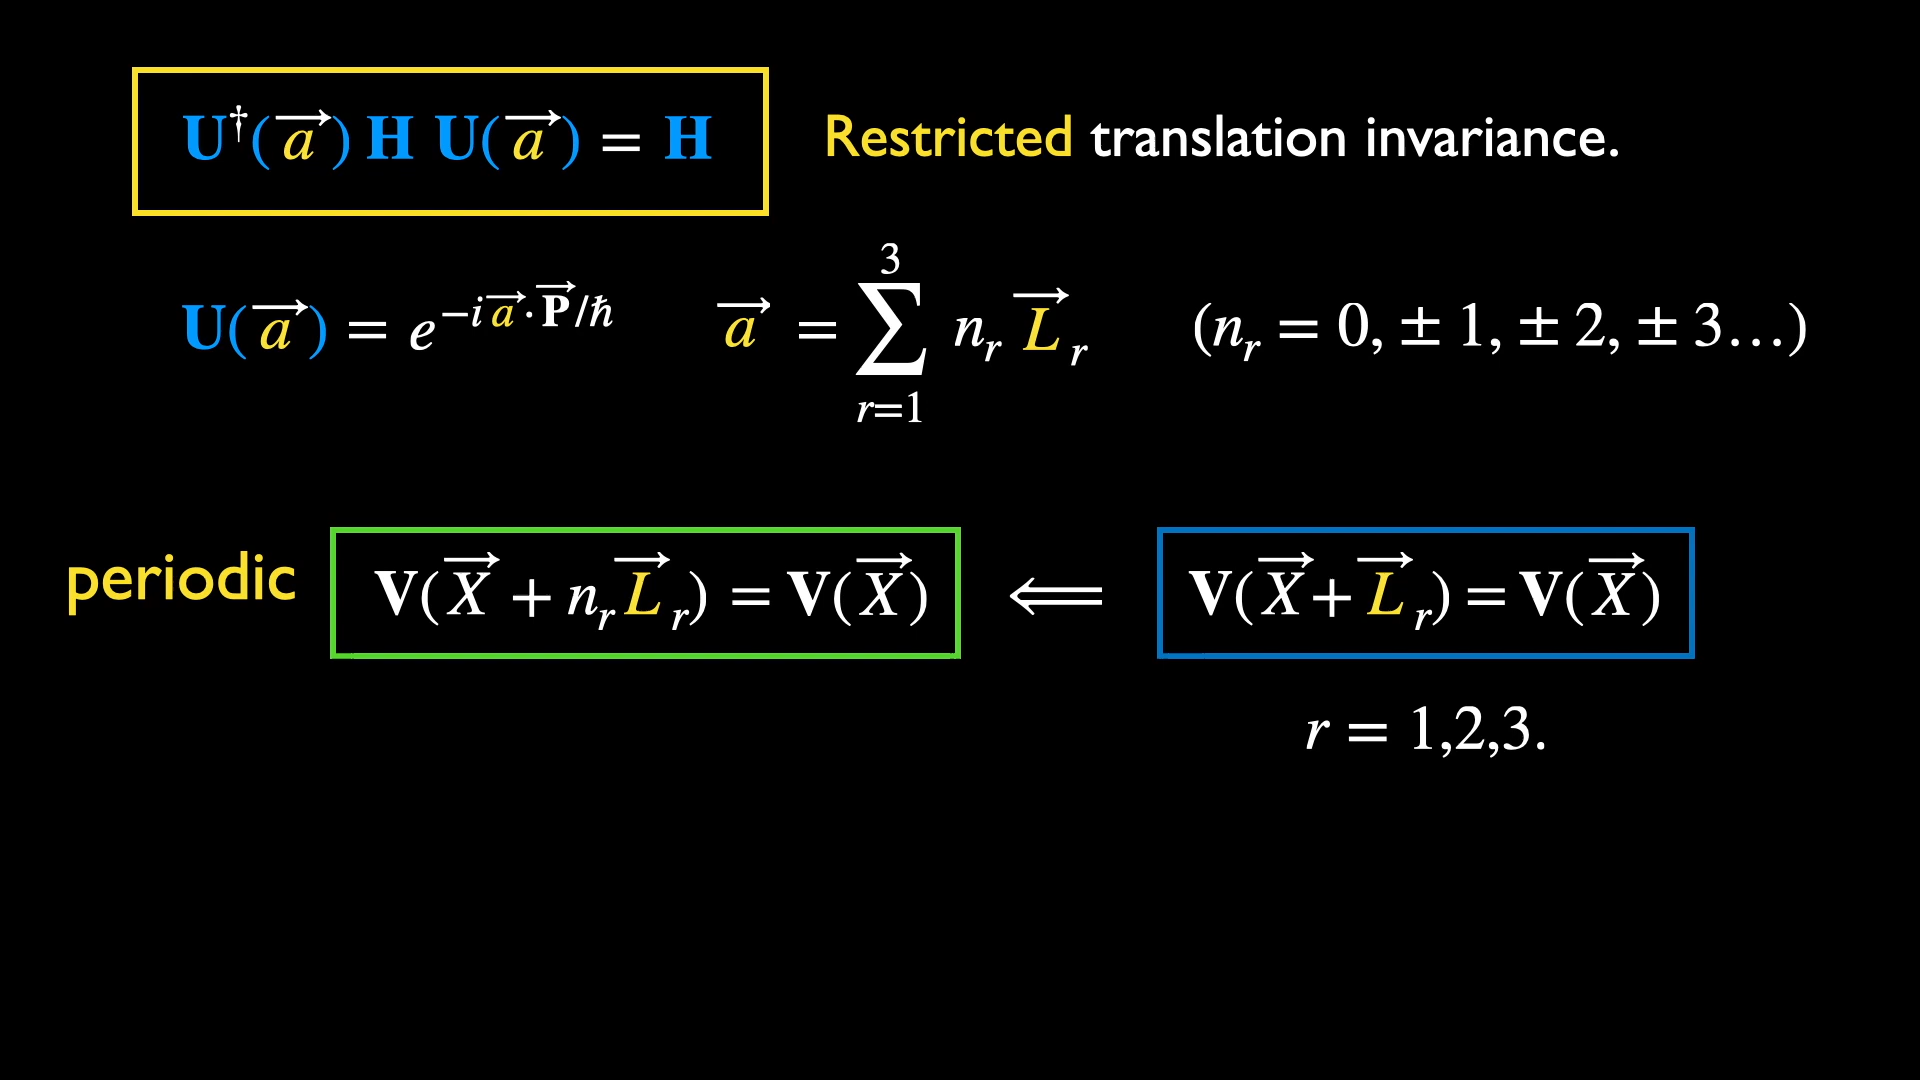 U†(a⃗) H U(a⃗) = H Restricted translation invariance.
U(a⃗) = e^{−i a⃗·P⃗/ħ} a⃗ = ∑_{r=1}^{3} n_r L⃗_r (n_r = 0, ± 1, ± 2, ± 3…)
periodic V(X⃗ + n_r L⃗_r) = V(X⃗) ⟸ V(X⃗+L⃗_r) = V(X⃗)
r = 1,2,3.